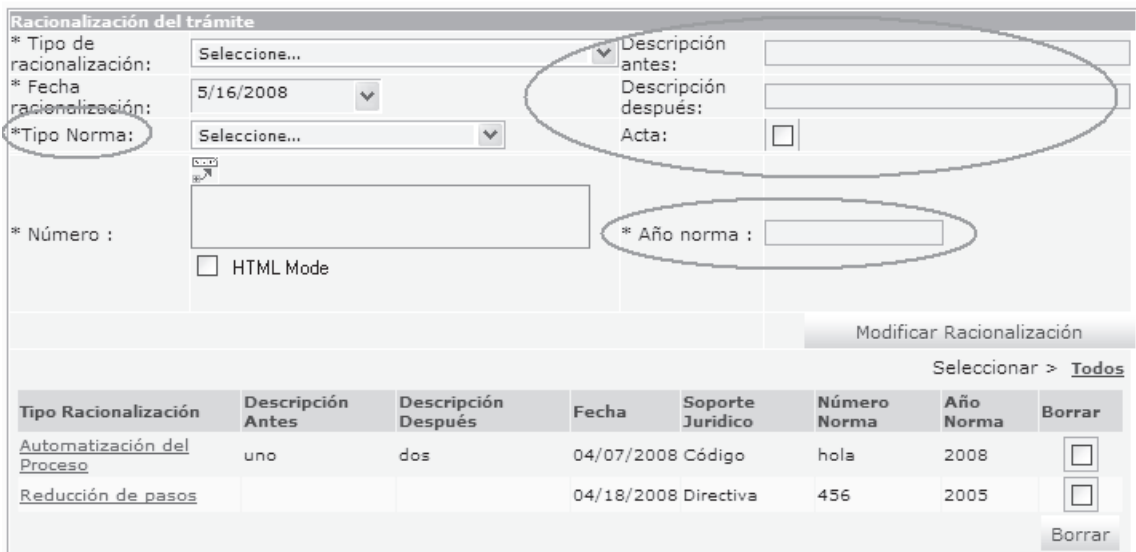 Racionalización del trámite
* Tipo de racionalización: Seleccione... Descripción antes:
* Fecha racionalización: 5/16/2008 Descripción después:
*Tipo Norma: Seleccione... Acta:
* Número : * Año norma :
HTML Mode
Modificar Racionalización
Seleccionar > Todos
Tipo Racionalización Descripción Antes Descripción Después Fecha Soporte Juridico Número Norma Año Norma Borrar
Automatización del Proceso uno dos 04/07/2008 Código hola 2008
Reducción de pasos 04/18/2008 Directiva 456 2005
Borrar